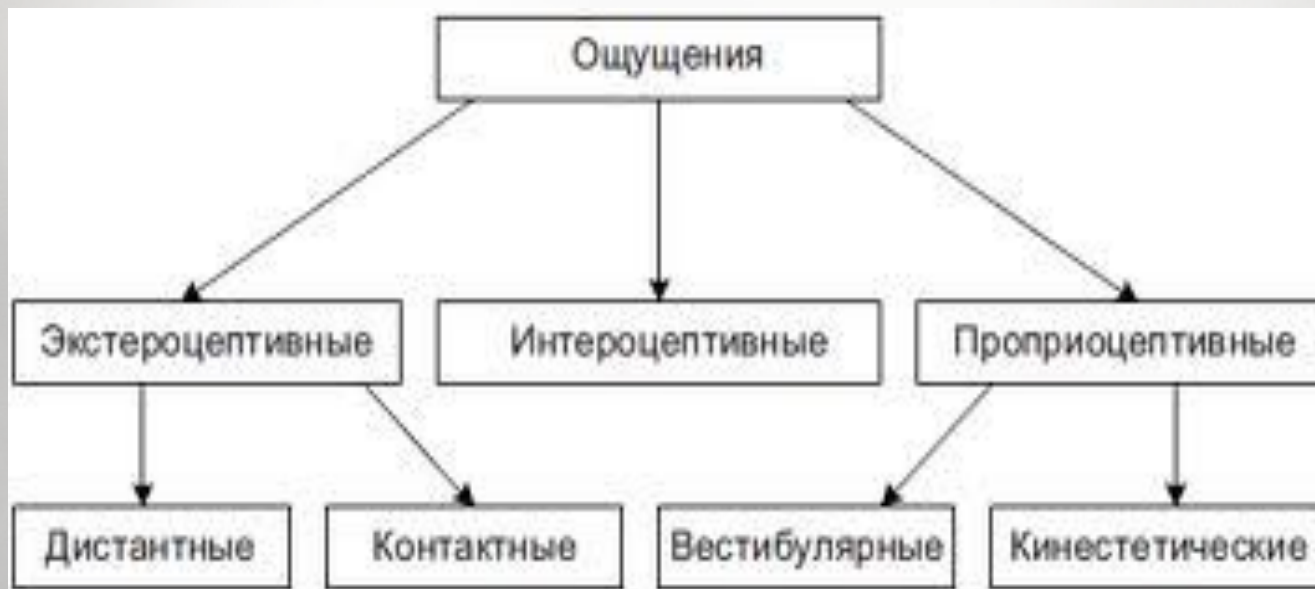 Ощущения
Экстероцептивные
Интероцептивные
Проприоцептивные
Дистантные
Контактные
Вестибулярные
Кинестетические